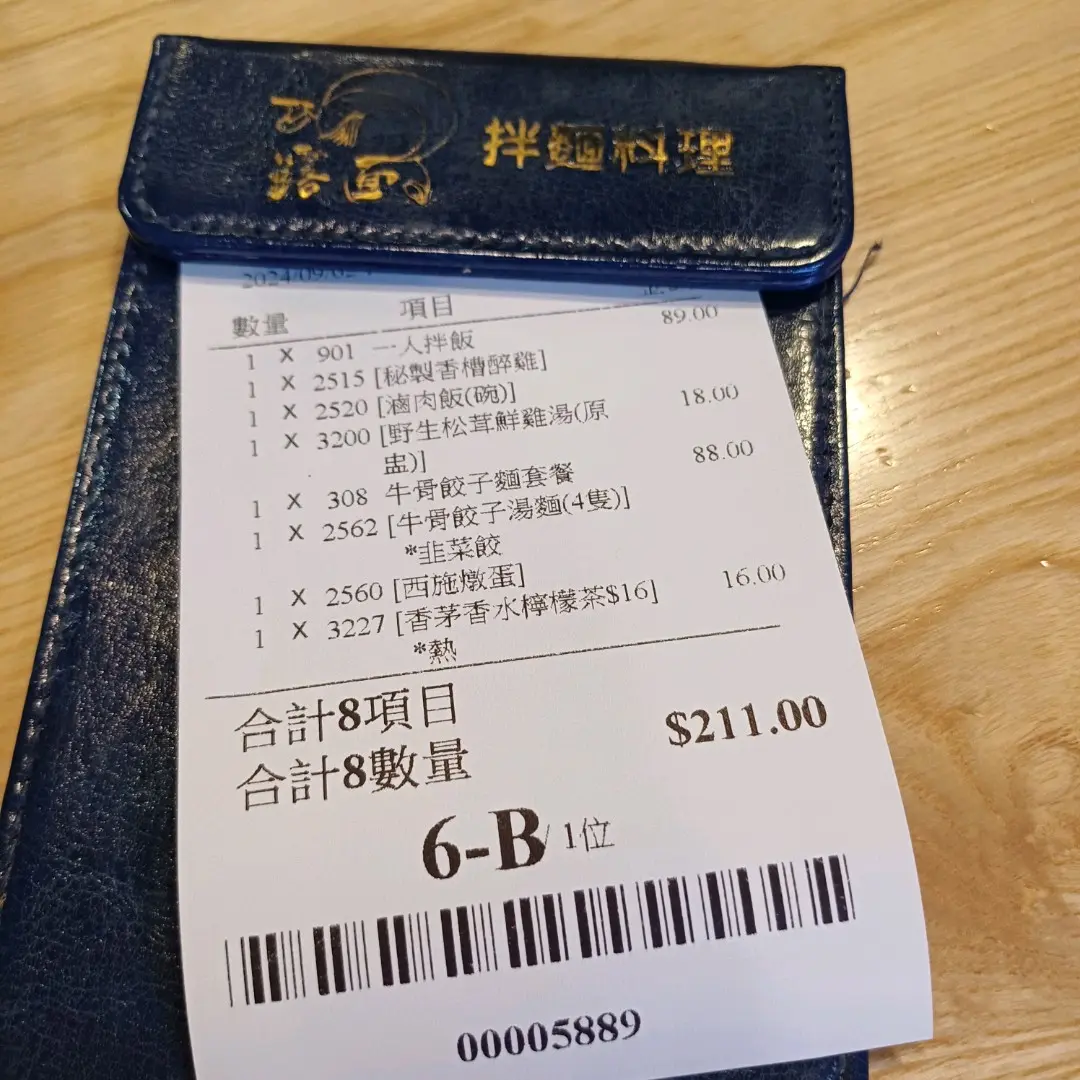 拌麵
2024/09/02
數量 項目
1 X 901 一人拌飯 89.00
1 X 2515 [秘製香槽醉雞]
1 X 2520 [滷肉飯(碗)]
1 X 3200 [野生松茸鮮雞湯(原 18.00
盅)]
1 X 308 牛骨餃子麵套餐 88.00
1 X 2562 [牛骨餃子湯麵(4隻)]
*韭菜餃
1 X 2560 [西施燉蛋]
1 X 3227 [香茅香水檸檬茶$16] 16.00
*熱
合計8項目 $211.00
合計8數量
6-B/ 1位
00005889